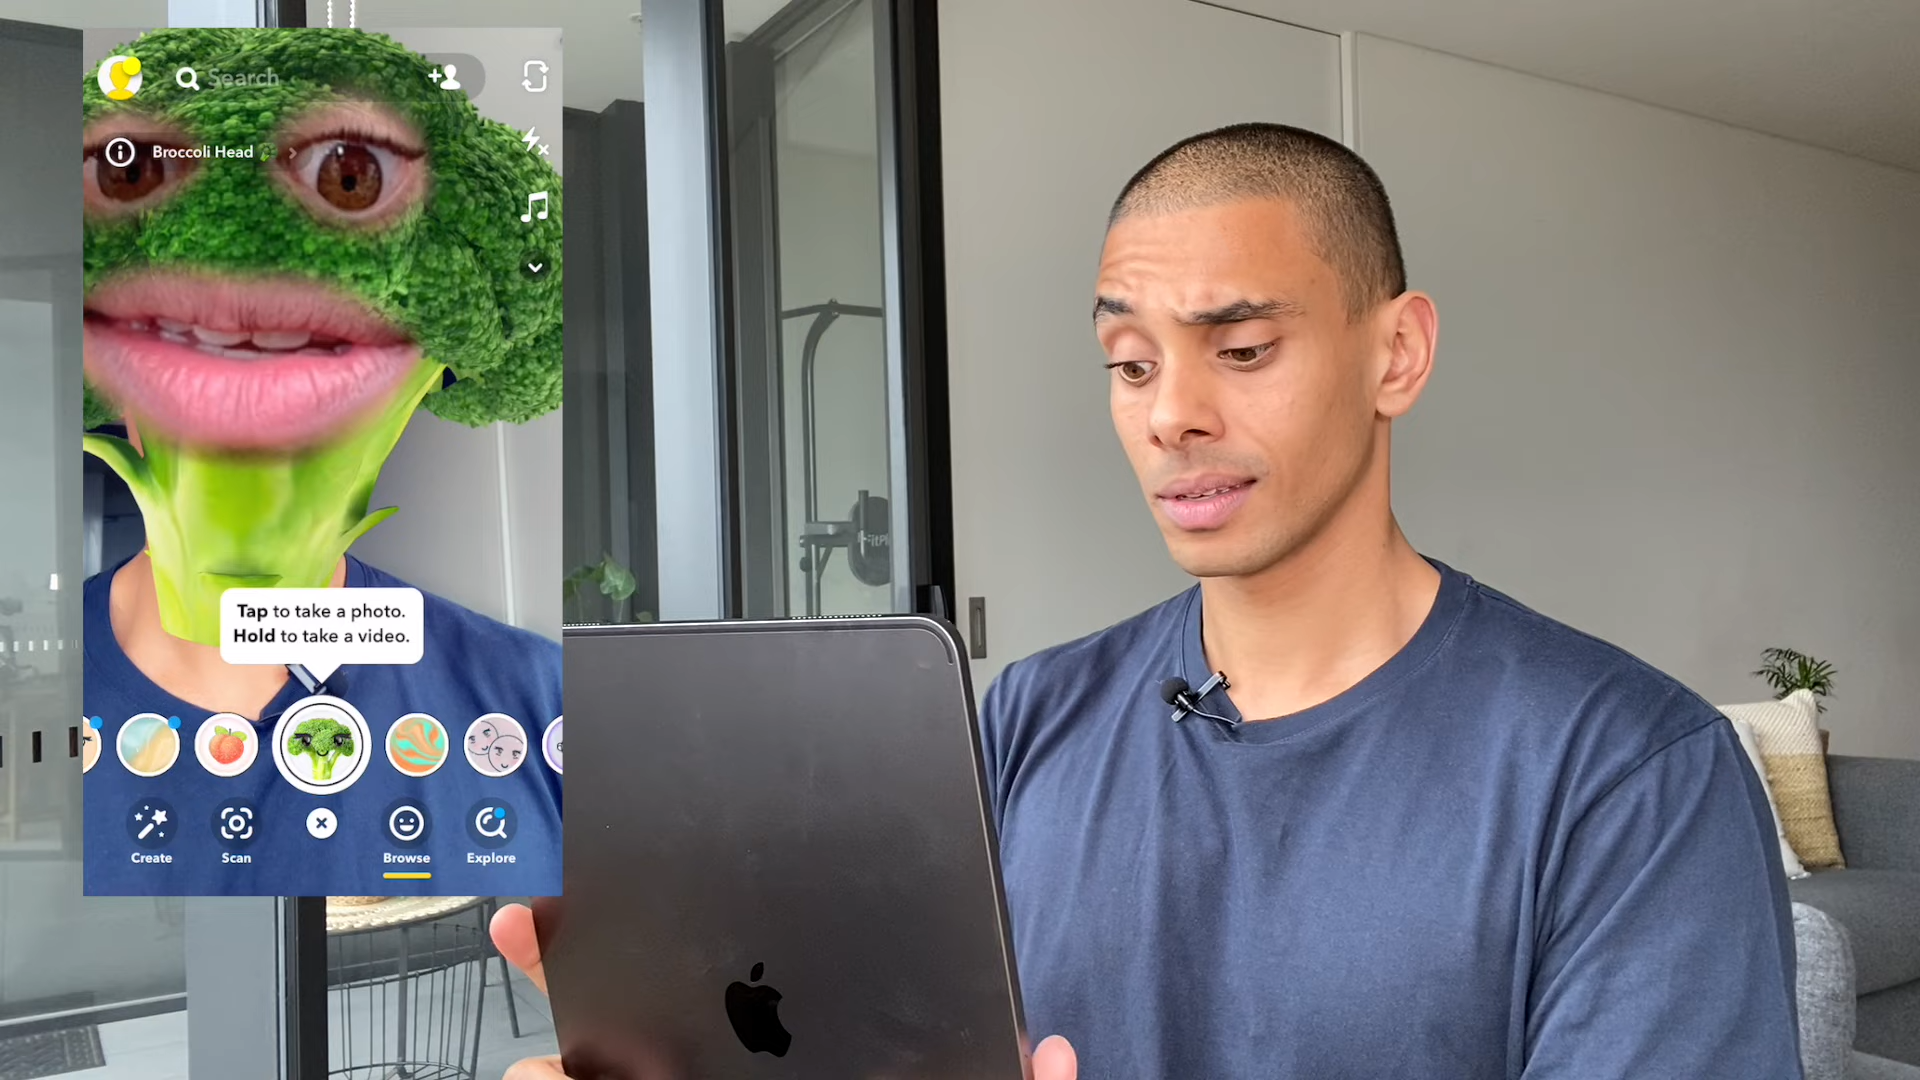 Search
Broccoli Head
Tap to take a photo.
Hold to take a video.
Create
Scan
Browse
Explore